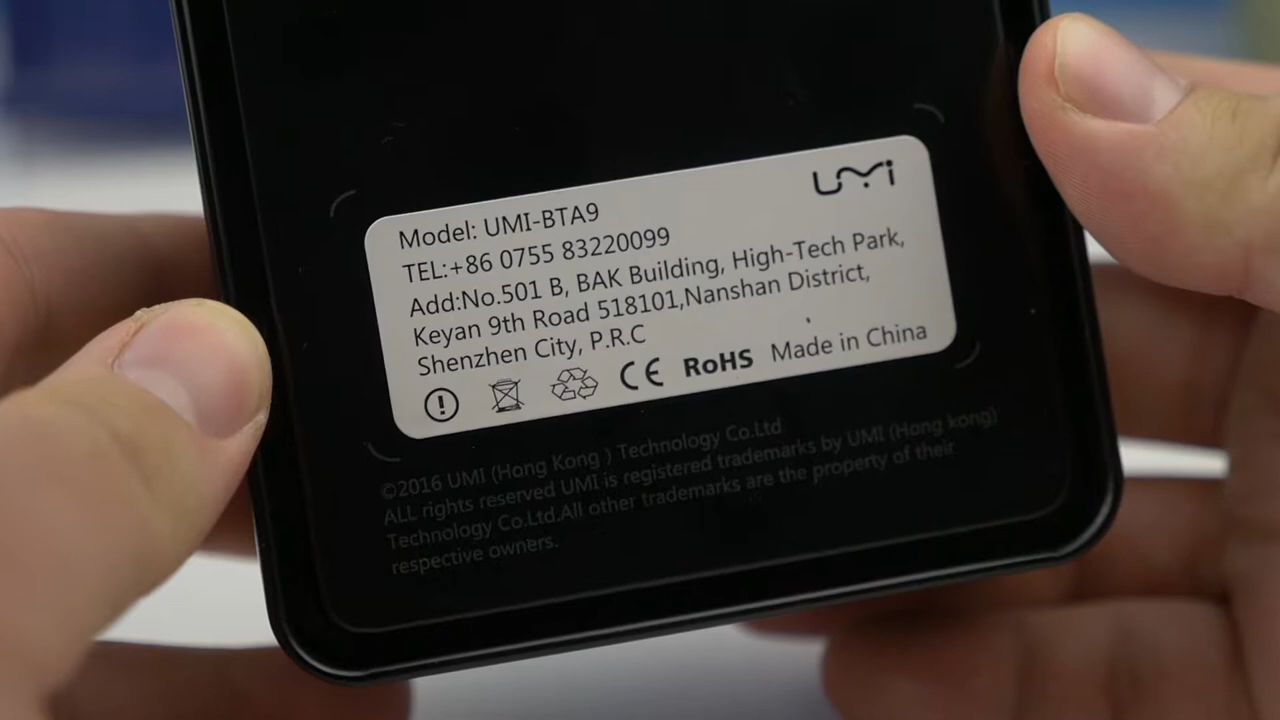 UMi
Model: UMI-BTA9
TEL:+86 0755 83220099
Add:No.501 B, BAK Building, High-Tech Park,
Keyan 9th Road 518101,Nanshan District,
Shenzhen City, P.R.C
CE RoHS Made in China
©2016 UMI (Hong Kong ) Technology Co.Ltd
ALL rights reserved UMI is registered trademarks by UMI (Hong kong)
Technology Co.Ltd.All other trademarks are the property of their
respective owners.